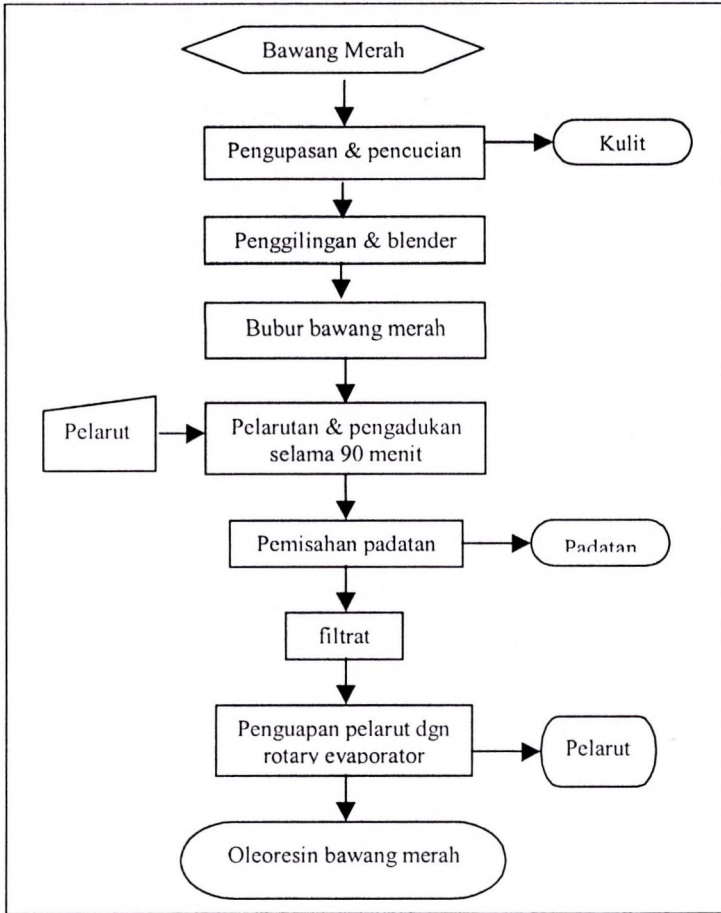 Bawang Merah
Pengupasan & pencucian
Kulit
Penggilingan & blender
Bubur bawang merah
Pelarut
Pelarutan & pengadukan
selama 90 menit
Pemisahan padatan
Padatan
filtrat
Penguapan pelarut dgn
rotary evaporator
Pelarut
Oleoresin bawang merah